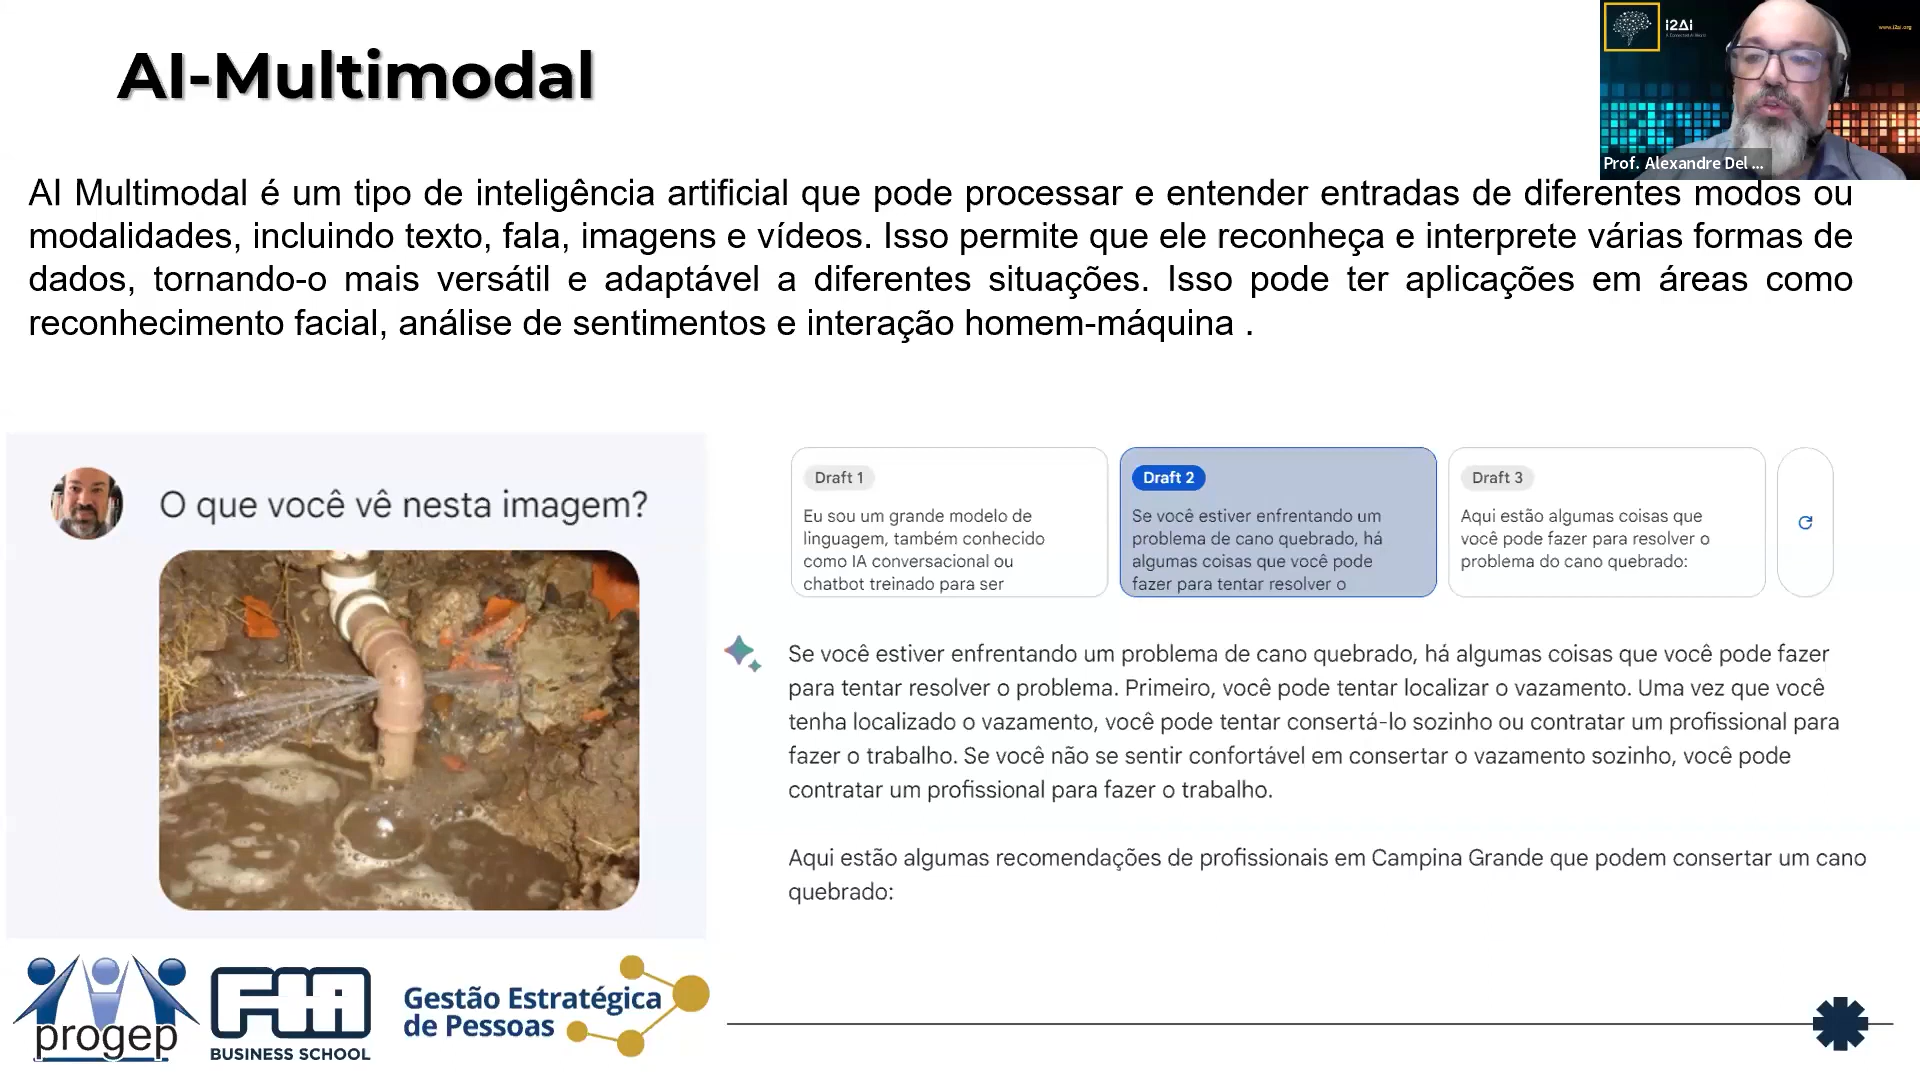 AI-Multimodal
i2Ai
www.i2ai.org
Prof. Alexandre Del ...
AI Multimodal é um tipo de inteligência artificial que pode processar e entender entradas de diferentes modos ou
modalidades, incluindo texto, fala, imagens e vídeos. Isso permite que ele reconheça e interprete várias formas de
dados, tornando-o mais versátil e adaptável a diferentes situações. Isso pode ter aplicações em áreas como
reconhecimento facial, análise de sentimentos e interação homem-máquina .
O que você vê nesta imagem?
Draft 1
Eu sou um grande modelo de
linguagem, também conhecido
como IA conversacional ou
chatbot treinado para ser
Draft 2
Se você estiver enfrentando um
problema de cano quebrado, há
algumas coisas que você pode
fazer para tentar resolver o
Draft 3
Aqui estão algumas coisas que
você pode fazer para resolver o
problema do cano quebrado:
Se você estiver enfrentando um problema de cano quebrado, há algumas coisas que você pode fazer
para tentar resolver o problema. Primeiro, você pode tentar localizar o vazamento. Uma vez que você
tenha localizado o vazamento, você pode tentar consertá-lo sozinho ou contratar um profissional para
fazer o trabalho. Se você não se sentir confortável em consertar o vazamento sozinho, você pode
contratar um profissional para fazer o trabalho.
Aqui estão algumas recomendações de profissionais em Campina Grande que podem consertar um cano
quebrado:
progep
FIA
BUSINESS SCHOOL
Gestão Estratégica
de Pessoas